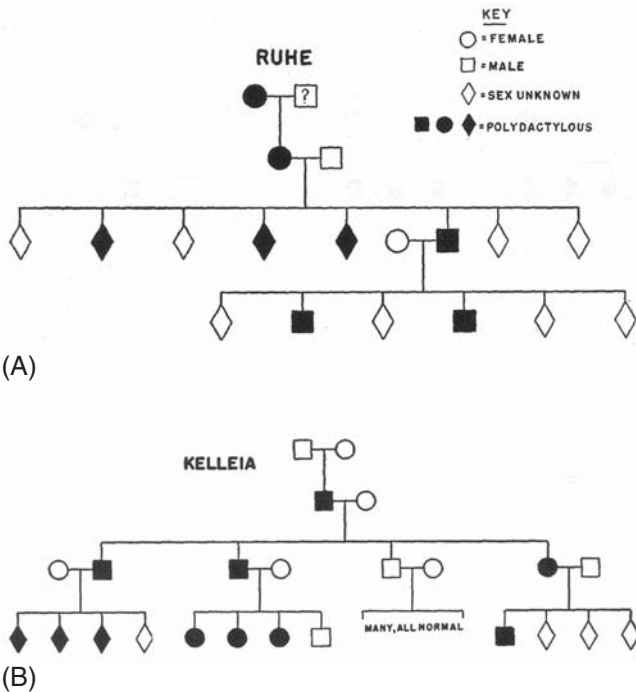 KEY
RUHE
= FEMALE
= MALE
= SEX UNKNOWN
= POLYDACTYLOUS
?
(A)
KELLEIA
MANY, ALL NORMAL
(B)